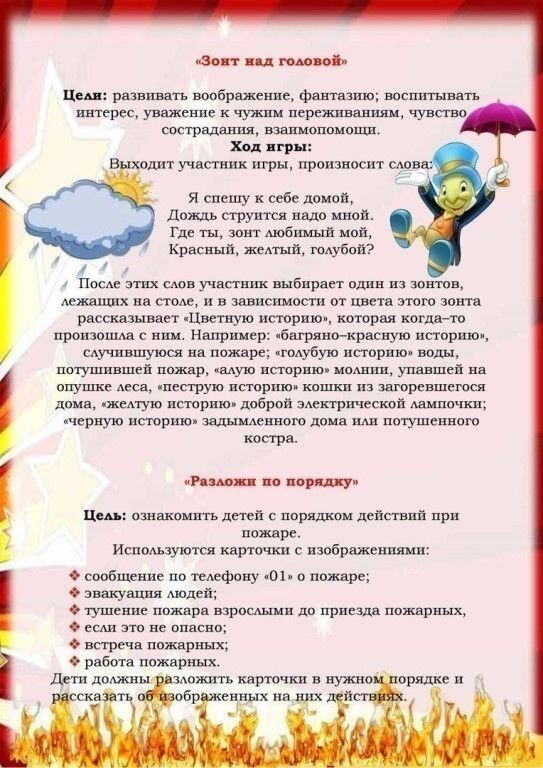 «Зонт над головой»
Цели: развивать воображение, фантазию; воспитывать
интерес, уважение к чужим переживаниям, чувство
сострадания, взаимопомощи.
Ход игры:
Выходит участник игры, произносит слова:
Я спешу к себе домой,
Дождь струится надо мной.
Где ты, зонт любимый мой,
Красный, желтый, голубой?
После этих слов участник выбирает один из зонтов,
лежащих на столе, и в зависимости от цвета этого зонта
рассказывает «Цветную историю», которая когда–то
произошла с ним. Например: «багряно–красную историю»,
случившуюся на пожаре; «голубую историю» воды,
потушившей пожар, «алую историю» молнии, упавшей на
опушке леса, «пеструю историю» кошки из загоревшегося
дома, «желтую историю» доброй электрической лампочки;
«черную историю» задымленного дома или потушенного
костра.
«Разложи по порядку»
Цель: ознакомить детей с порядком действий при
пожаре.
Используются карточки с изображениями:
❖ сообщение по телефону «01» о пожаре;
❖ эвакуация людей;
❖ тушение пожара взрослыми до приезда пожарных,
❖ если это не опасно;
❖ встреча пожарных;
❖ работа пожарных.
Дети должны разложить карточки в нужном порядке и
рассказать об изображенных на них действиях.